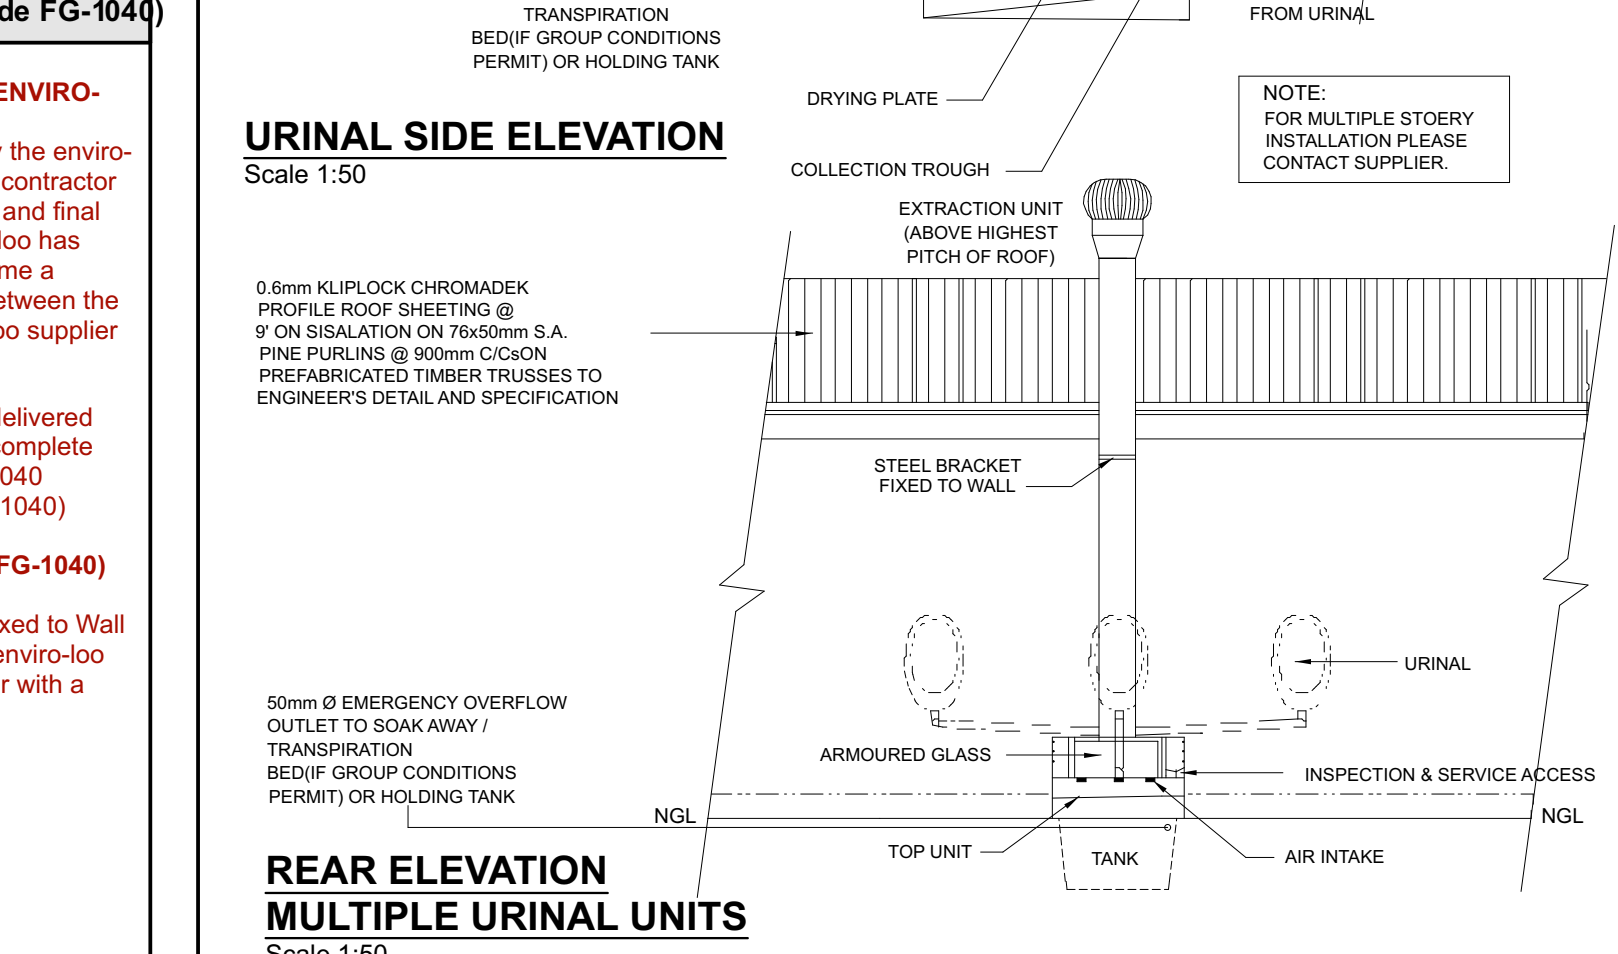 de FG-1040)
ENVIRO-
the enviro-
contractor
and final
loo has
me a
etween the
oo supplier
delivered
complete
1040
1040)
FG-1040)
xed to Wall
enviro-loo
r with a
TRANSPIRATION
BED(IF GROUP CONDITIONS
PERMIT) OR HOLDING TANK
FROM URINAL
DRYING PLATE
NOTE:
FOR MULTIPLE STOERY
INSTALLATION PLEASE
CONTACT SUPPLIER.
URINAL SIDE ELEVATION
Scale 1:50
COLLECTION TROUGH
EXTRACTION UNIT
(ABOVE HIGHEST
PITCH OF ROOF)
0.6mm KLIPLOCK CHROMADEK
PROFILE ROOF SHEETING @
9' ON SISALATION ON 76x50mm S.A.
PINE PURLINS @ 900mm C/CsON
PREFABRICATED TIMBER TRUSSES TO
ENGINEER'S DETAIL AND SPECIFICATION
STEEL BRACKET
FIXED TO WALL
URINAL
50mm Ø EMERGENCY OVERFLOW
OUTLET TO SOAK AWAY /
TRANSPIRATION
BED(IF GROUP CONDITIONS
PERMIT) OR HOLDING TANK
ARMOURED GLASS
INSPECTION & SERVICE ACCESS
NGL
NGL
TOP UNIT
TANK
AIR INTAKE
REAR ELEVATION
MULTIPLE URINAL UNITS
Scale 1:50